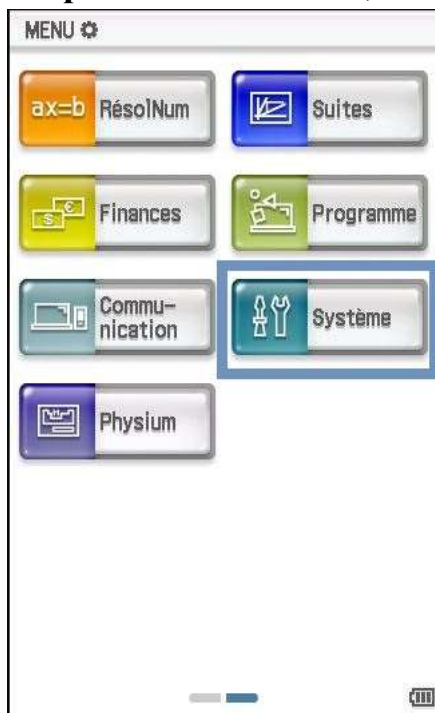 MENU
ax=b RésolNum
Suites
$ € Finances
Programme
Commu-
nication
Système
Physium